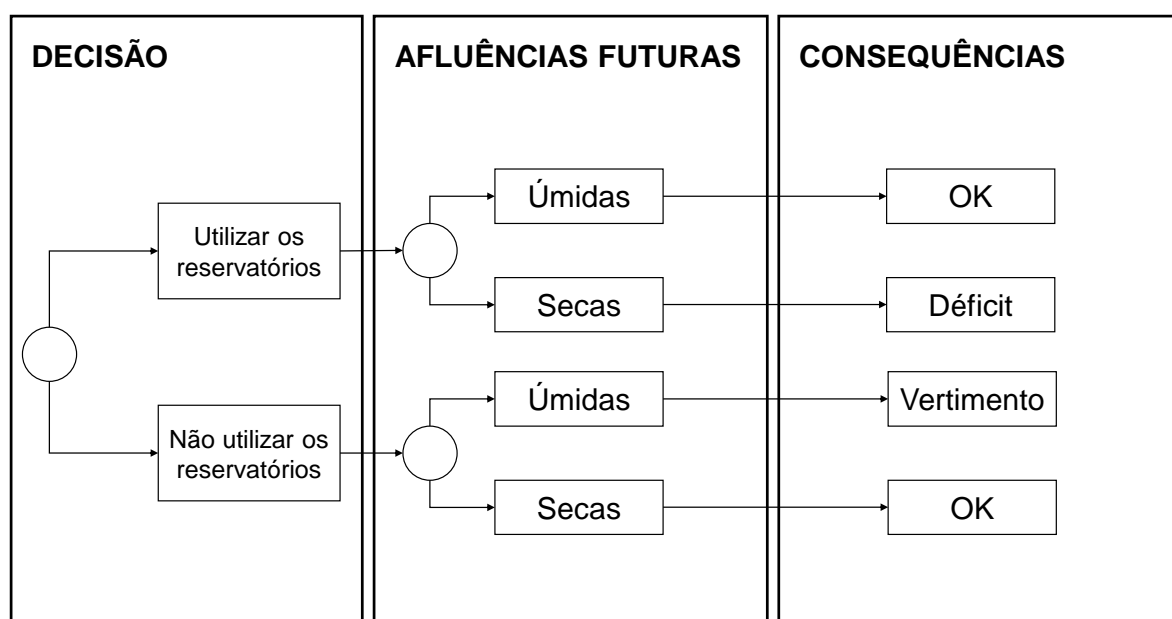 DECISÃO
AFLUÊNCIAS FUTURAS
CONSEQUÊNCIAS
Utilizar os
reservatórios
Úmidas
OK
Secas
Déficit
Não utilizar os
reservatórios
Úmidas
Vertimento
Secas
OK